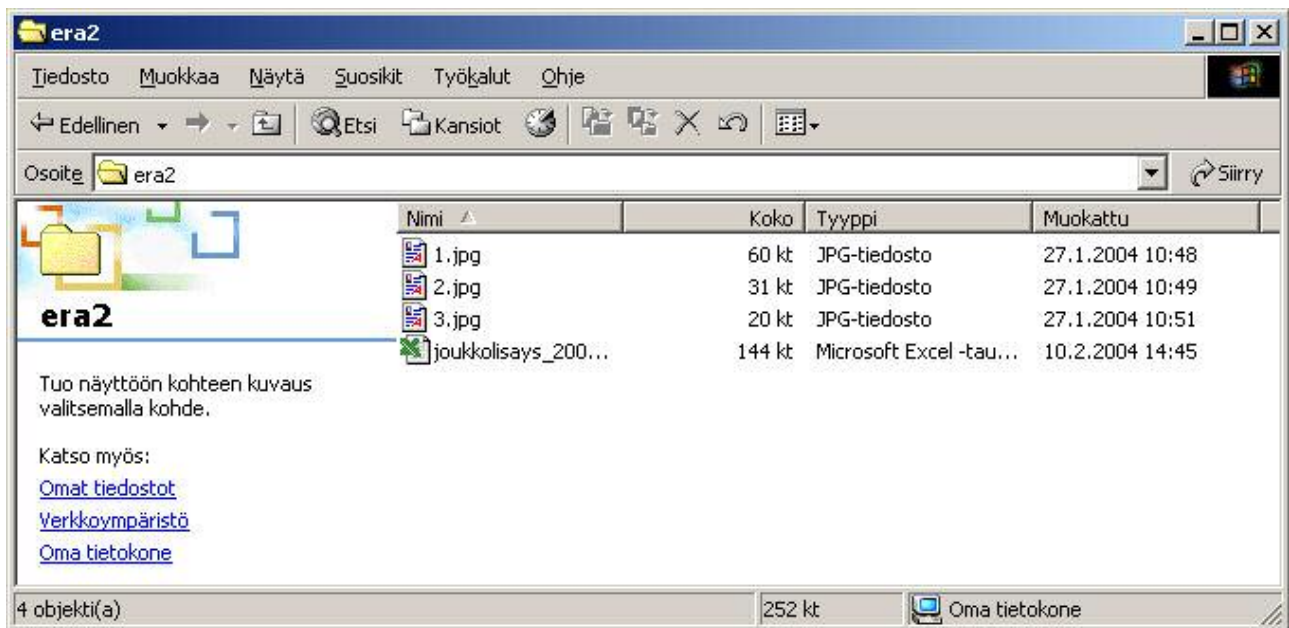 era2
Tiedosto Muokkaa Näytä Suosikit Työkalut Ohje
Edellinen Etsi Kansiot
Osoite era2 Siirry
Nimi Koko Tyyppi Muokattu
1.jpg 60 kt JPG-tiedosto 27.1.2004 10:48
2.jpg 31 kt JPG-tiedosto 27.1.2004 10:49
3.jpg 20 kt JPG-tiedosto 27.1.2004 10:51
joukkolisays_200... 144 kt Microsoft Excel -tau... 10.2.2004 14:45
era2
Tuo näyttöön kohteen kuvaus
valitsemalla kohde.
Katso myös:
Omat tiedostot
Verkkoympäristö
Oma tietokone
4 objekti(a) 252 kt Oma tietokone